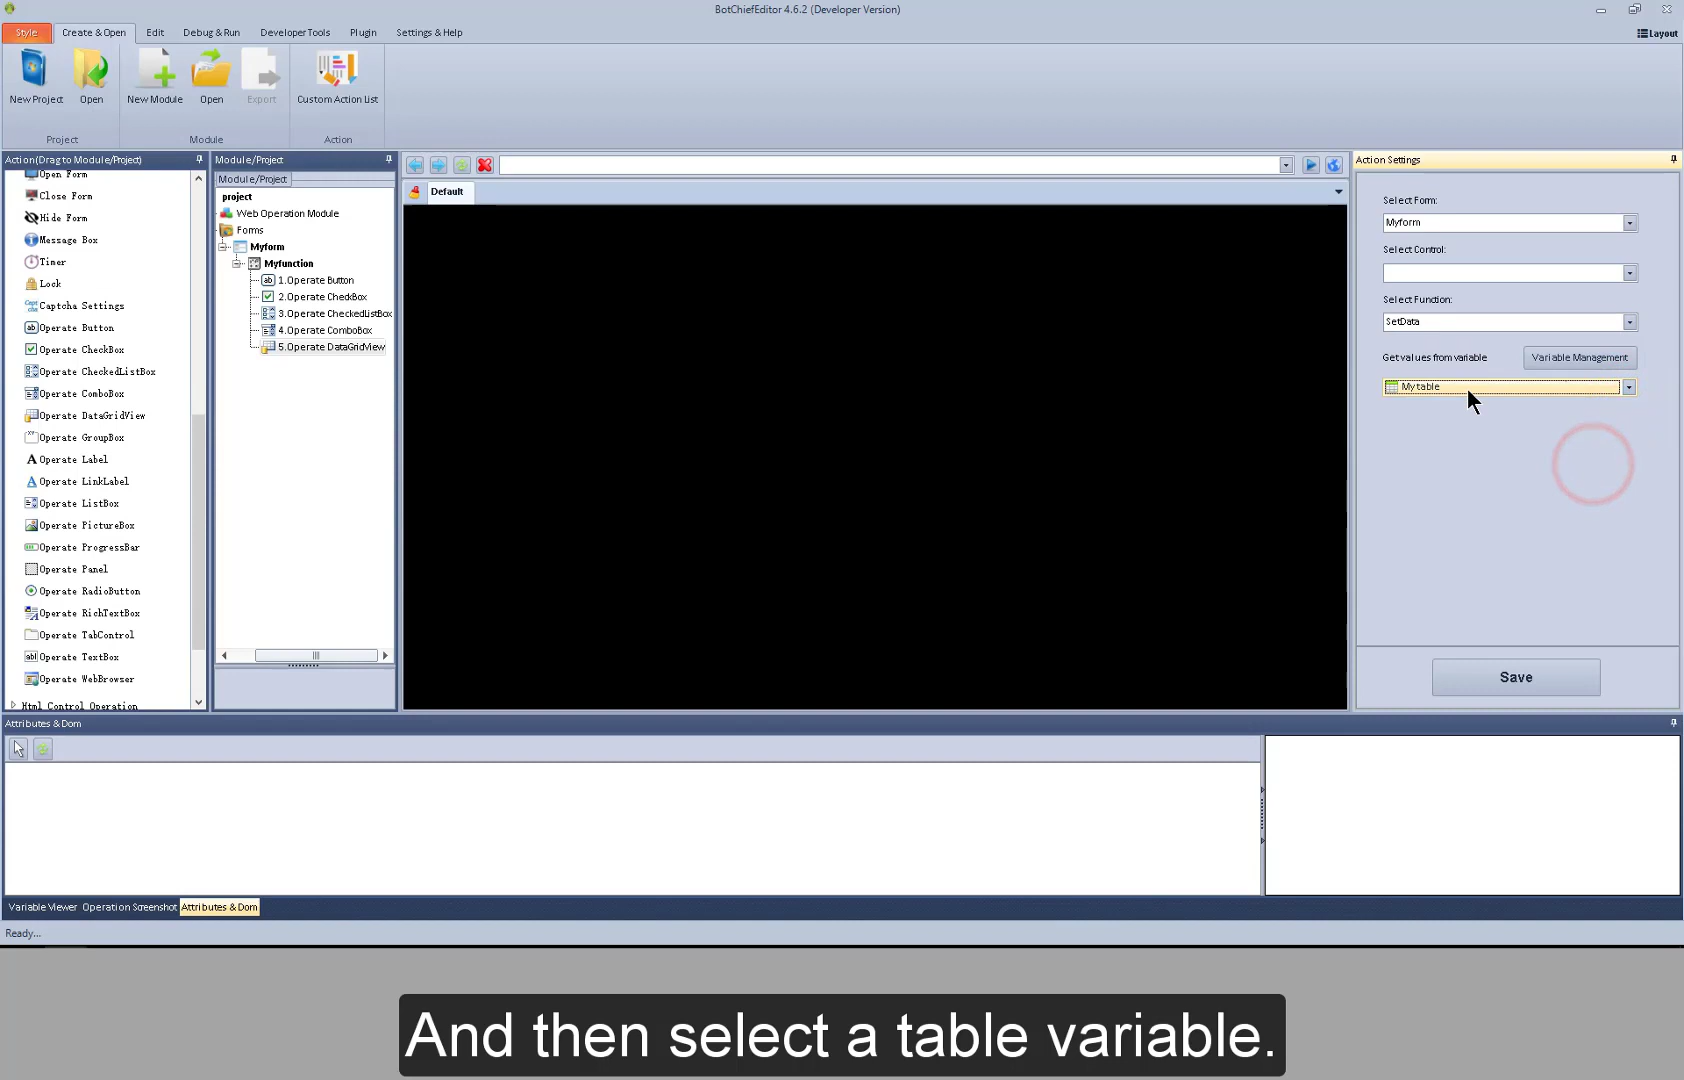 BotChiefEditor 4.6.2 (Developer Version)
Style
Create & Open
Edit
Debug & Run
Developer Tools
Plugin
Settings & Help
Layout
New Project
Open
New Module
Open
Export
Custom Action List
Project
Module
Action
Action(Drag to Module/Project)
Open Form
Close Form
Hide Form
Message Box
Timer
Lock
Captcha Settings
Operate Button
Operate CheckBox
Operate CheckedListBox
Operate ComboBox
Operate DataGridView
Operate GroupBox
Operate Label
Operate LinkLabel
Operate ListBox
Operate PictureBox
Operate ProgressBar
Operate Panel
Operate RadioButton
Operate RichTextBox
Operate TabControl
Operate TextBox
Operate WebBrowser
Html Control Operation
Module/Project
Module/Project
project
Web Operation Module
Forms
Myform
Myfunction
1.Operate Button
2.Operate CheckBox
3.Operate CheckedListBox
4.Operate ComboBox
5.Operate DataGridView
Default
Action Settings
Select Form:
Myform
Select Control:
Select Function:
SetData
Get values from variable
Variable Management
My table
Save
Attributes & Dom
Variable Viewer
Operation Screenshot
Attributes & Dom
Ready...
And then select a table variable.